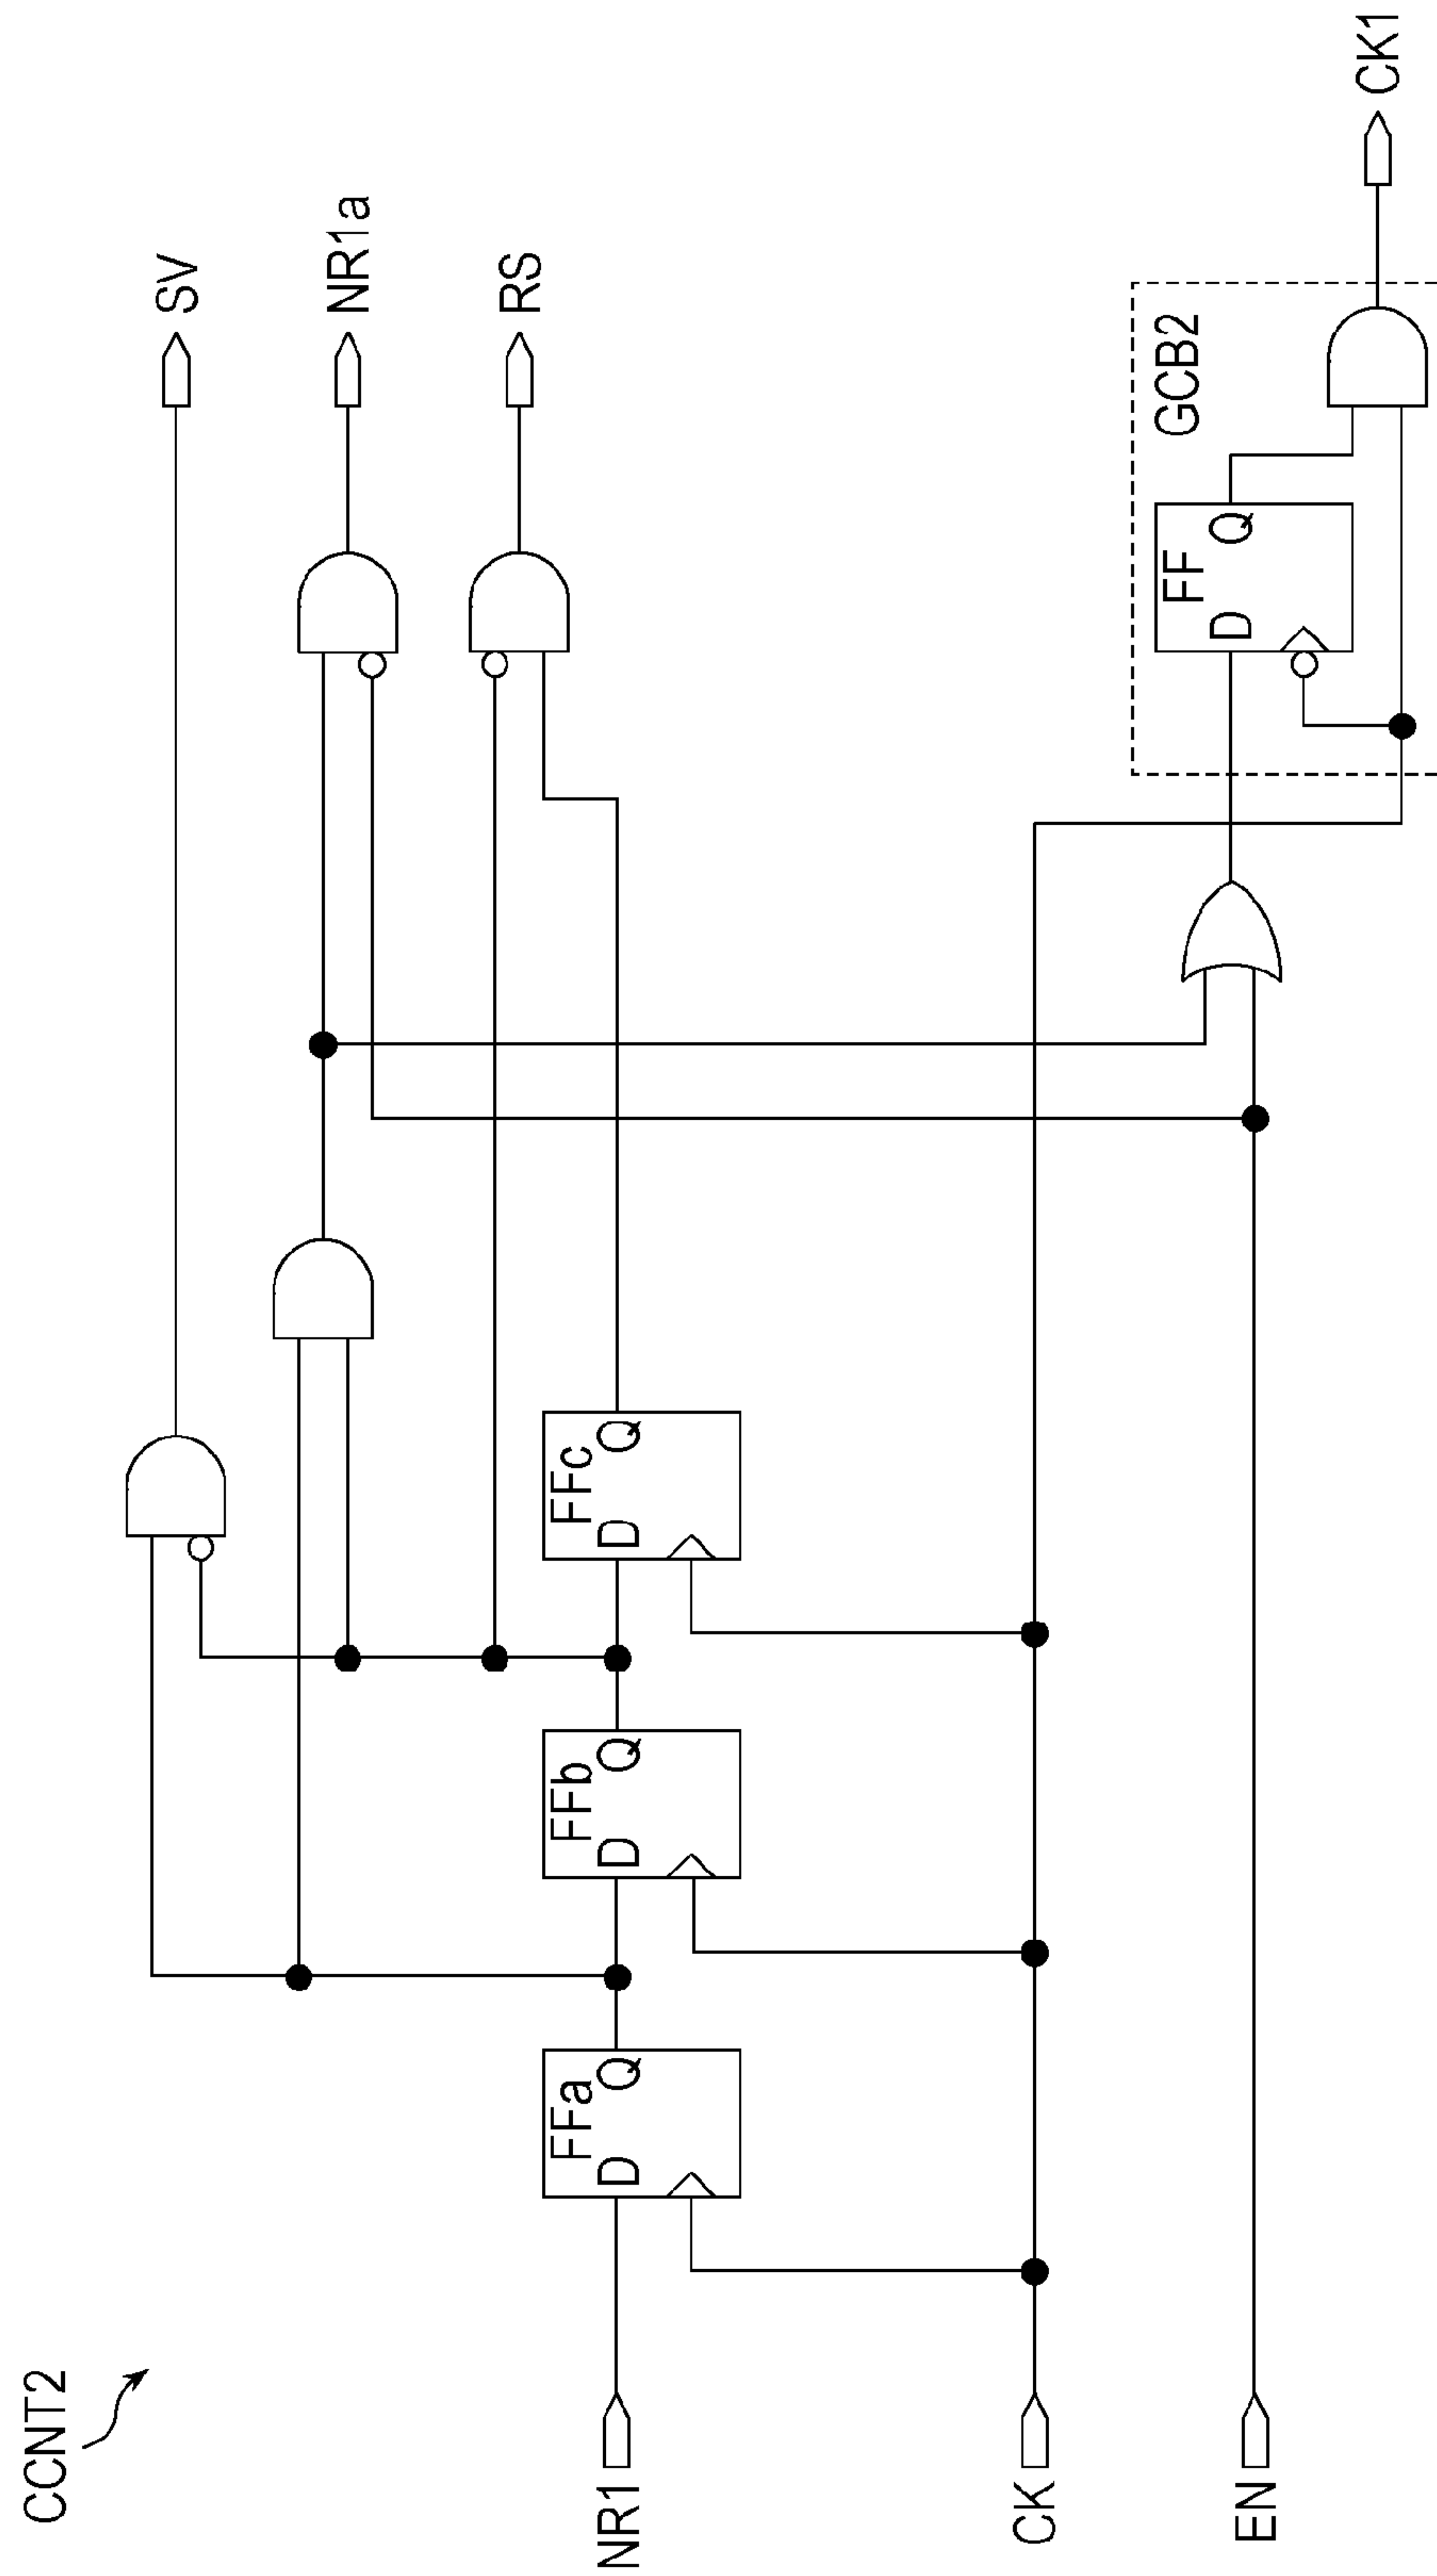 CCNT2
SV
NR1a
RS
FFa
D Q
FFb
D Q
FFc
D Q
NR1
CK
EN
GCB2
FF
D Q
CK1